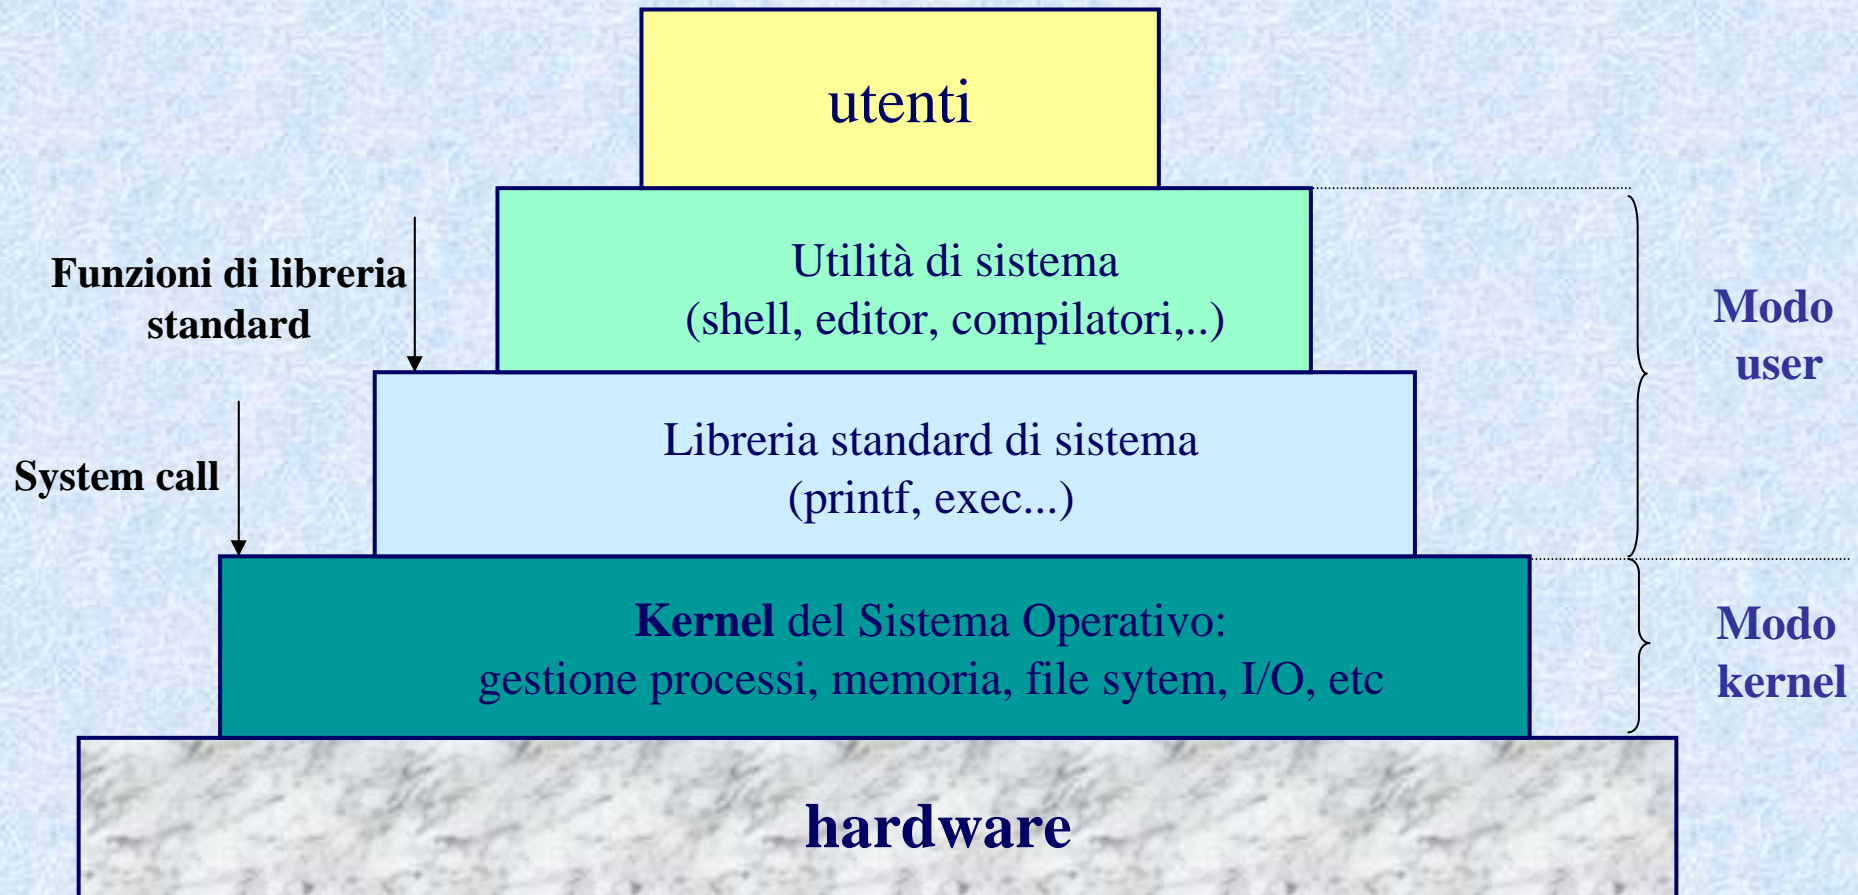 utenti
Utilità di sistema
(shell, editor, compilatori,..)
Funzioni di libreria
standard
Modo
user
Libreria standard di sistema
(printf, exec...)
System call
Kernel del Sistema Operativo:
gestione processi, memoria, file sytem, I/O, etc
Modo
kernel
hardware